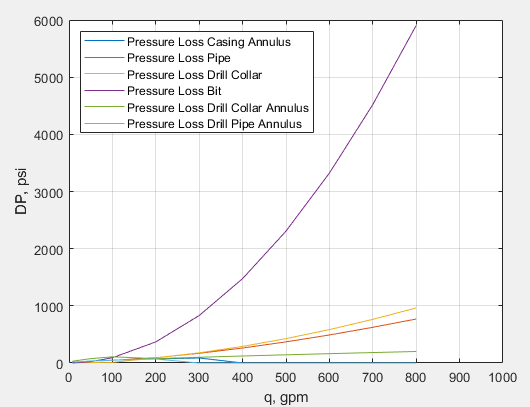 6000
5000
4000
3000
2000
1000
0
DP, psi
Pressure Loss Casing Annulus
Pressure Loss Pipe
Pressure Loss Drill Collar
Pressure Loss Bit
Pressure Loss Drill Collar Annulus
Pressure Loss Drill Pipe Annulus
0 100 200 300 400 500 600 700 800 900 1000
q, gpm